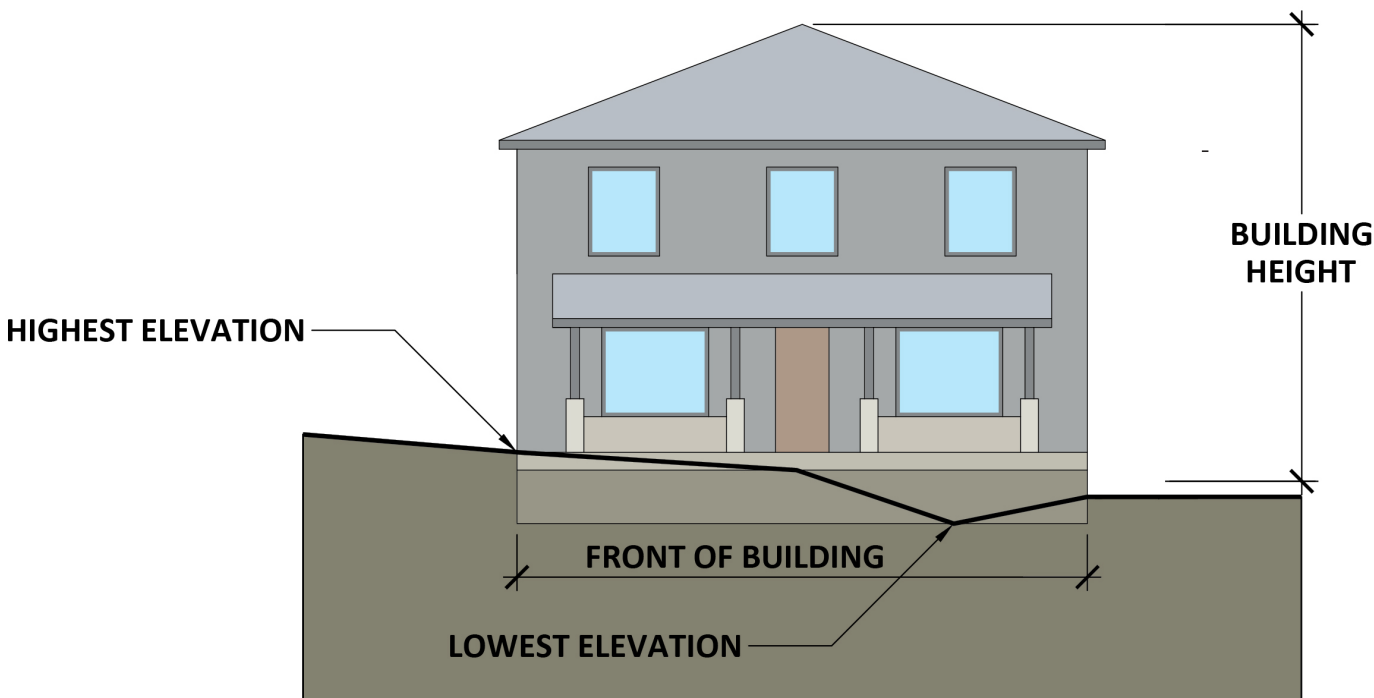 BUILDING
HEIGHT
HIGHEST ELEVATION
FRONT OF BUILDING
LOWEST ELEVATION